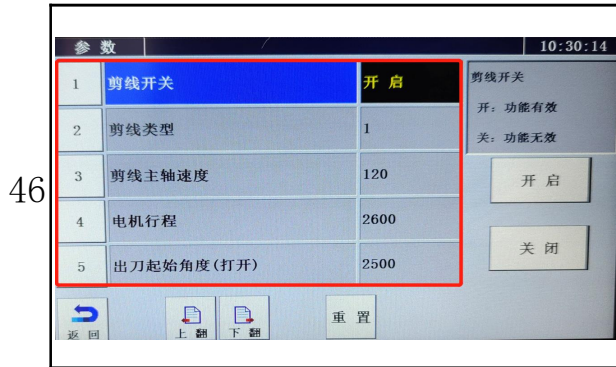 46
参 数
10:30:14
1 剪线开关 开 启
2 剪线类型 1
3 剪线主轴速度 120
4 电机行程 2600
5 出刀起始角度(打开) 2500
剪线开关
开: 功能有效
关: 功能无效
开 启
关 闭
返 回
上 翻
下 翻
重 置